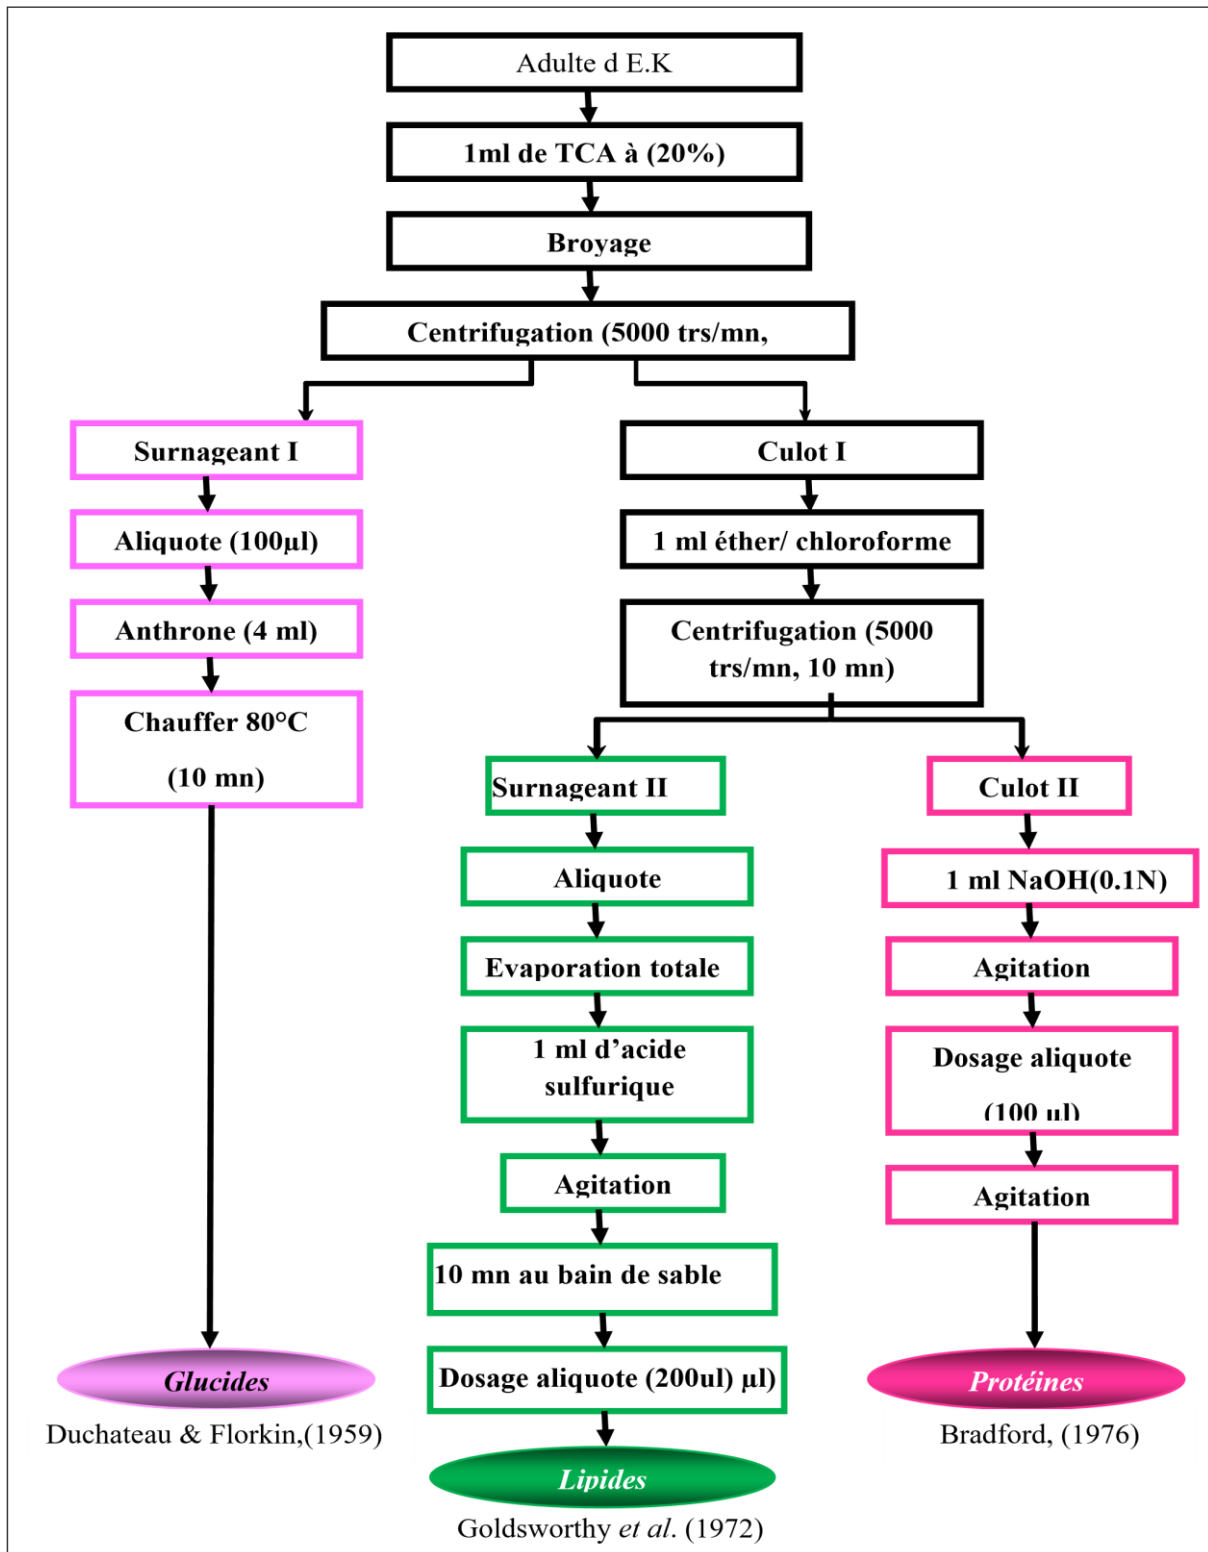 Adulte d E.K
1ml de TCA à (20%)
Broyage
Centrifugation (5000 trs/mn,
Surnageant I
Aliquote (100µl)
Anthrone (4 ml)
Chauffer 80°C
(10 mn)
Glucides
Duchateau & Florkin,(1959)
Culot I
1 ml éther/ chloroforme
Centrifugation (5000
trs/mn, 10 mn)
Surnageant II
Aliquote
Evaporation totale
1 ml d’acide
sulfurique
Agitation
10 mn au bain de sable
Dosage aliquote (200ul) µl)
Lipides
Goldsworthy et al. (1972)
Culot II
1 ml NaOH(0.1N)
Agitation
Dosage aliquote
(100 µl)
Agitation
Protéines
Bradford, (1976)